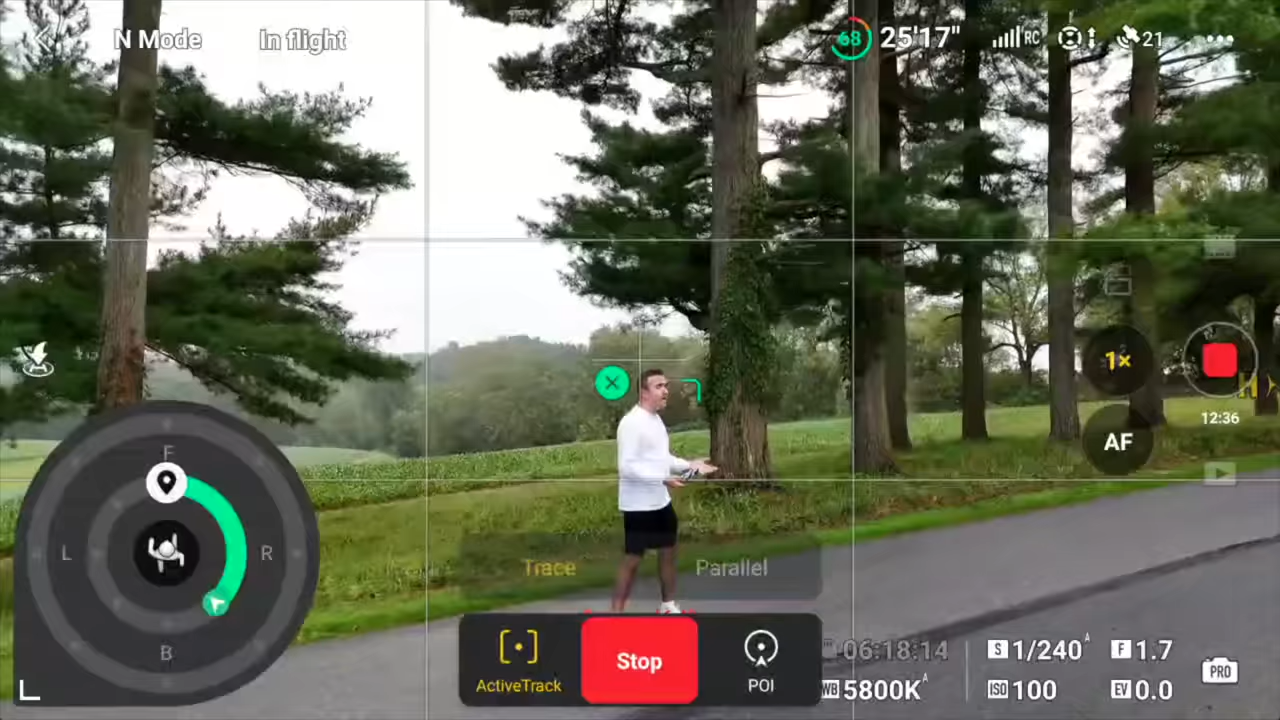 N Mode
In flight
68
25'17"
RC
21
1×
12:36
AF
F
L
R
B
Trace
Parallel
ActiveTrack
Stop
POI
06:18:14
S 1/240 A
F 1.7
WB 5800K A
ISO 100
EV 0.0
PRO
H